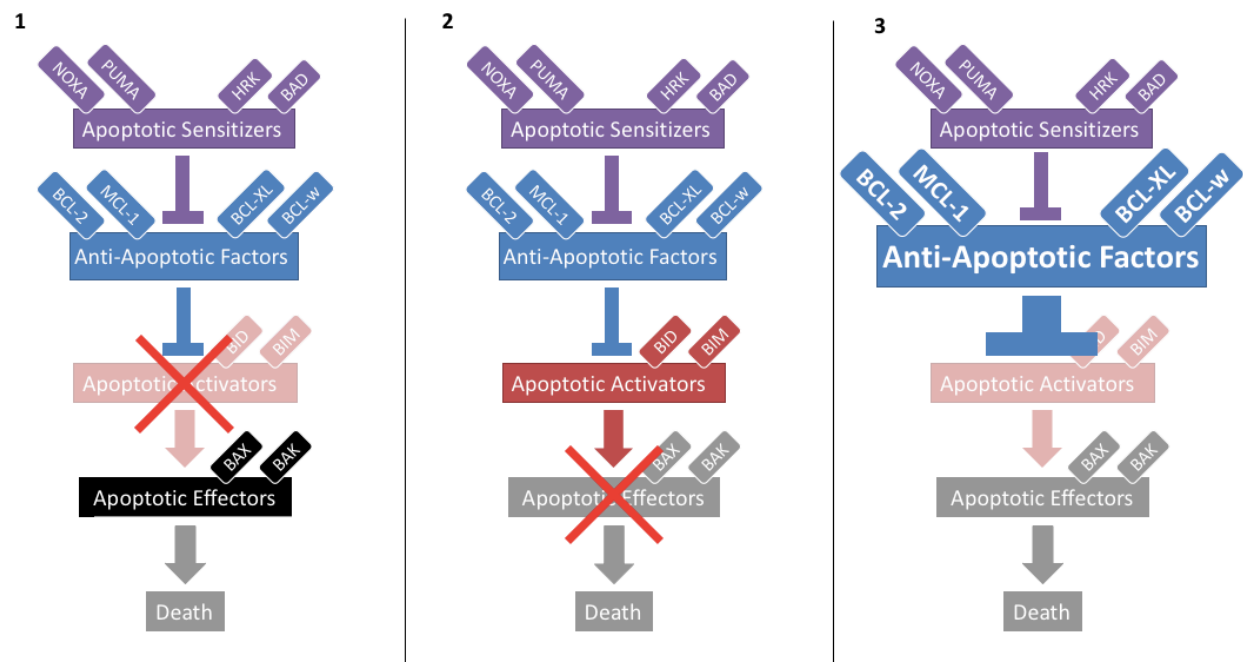 1
NOXA
PUMA
HRK
BAD
Apoptotic Sensitizers
BCL-2
MCL-1
BCL-XL
BCL-w
Anti-Apoptotic Factors
BID
BIM
Apoptotic Activators
BAX
BAK
Apoptotic Effectors
Death
2
NOXA
PUMA
HRK
BAD
Apoptotic Sensitizers
BCL-2
MCL-1
BCL-XL
BCL-w
Anti-Apoptotic Factors
BID
BIM
Apoptotic Activators
BAX
BAK
Apoptotic Effectors
Death
3
NOXA
PUMA
HRK
BAD
Apoptotic Sensitizers
BCL-2
MCL-1
BCL-XL
BCL-w
Anti-Apoptotic Factors
BIM
Apoptotic Activators
BAX
BAK
Apoptotic Effectors
Death